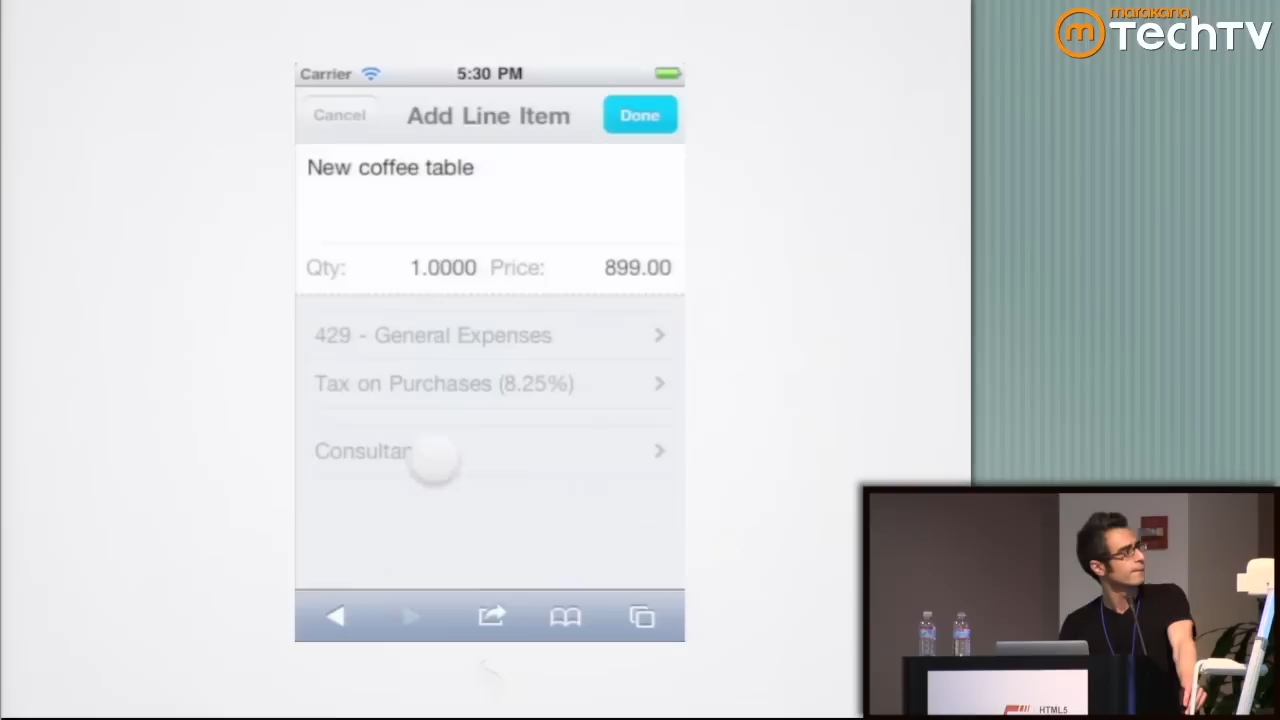 marakana
m TechTV
Carrier 5:30 PM
Cancel Add Line Item Done
New coffee table
Qty: 1.0000 Price: 899.00
429 - General Expenses
Tax on Purchases (8.25%)
Consultan
HTML5